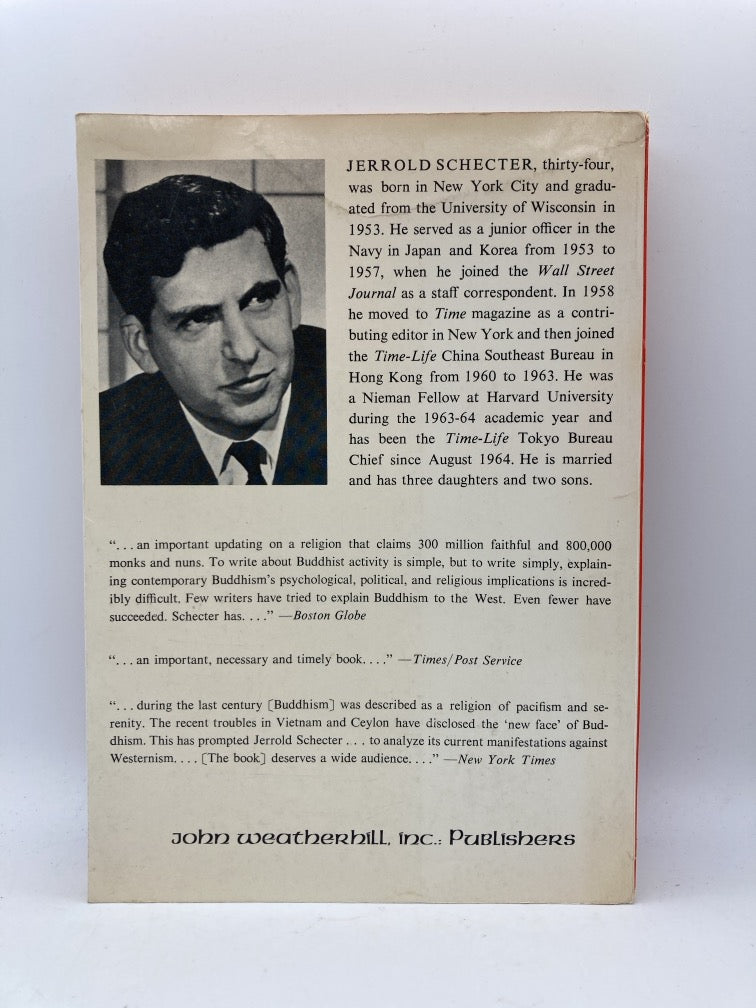 JERROLD SCHECTER, thirty-four,
was born in New York City and gradu-
ated from the University of Wisconsin in
1953. He served as a junior officer in the
Navy in Japan and Korea from 1953 to
1957, when he joined the Wall Street
Journal as a staff correspondent. In 1958
he moved to Time magazine as a contri-
buting editor in New York and then joined
the Time-Life China Southeast Bureau in
Hong Kong from 1960 to 1963. He was
a Nieman Fellow at Harvard University
during the 1963-64 academic year and
has been the Time-Life Tokyo Bureau
Chief since August 1964. He is married
and has three daughters and two sons.
“. . . an important updating on a religion that claims 300 million faithful and 800,000
monks and nuns. To write about Buddhist activity is simple, but to write simply, explain-
ing contemporary Buddhism’s psychological, political, and religious implications is incred-
ibly difficult. Few writers have tried to explain Buddhism to the West. Even fewer have
succeeded. Schecter has. . . .” —Boston Globe
“. . . an important, necessary and timely book. . . .” —Times/Post Service
“. . . during the last century [Buddhism] was described as a religion of pacifism and se-
renity. The recent troubles in Vietnam and Ceylon have disclosed the ‘new face’ of Bud-
dhism. This has prompted Jerrold Schecter . . . to analyze its current manifestations against
Westernism. . . . [The book] deserves a wide audience. . . .” —New York Times
John Weatherhill, Inc.: Publishers